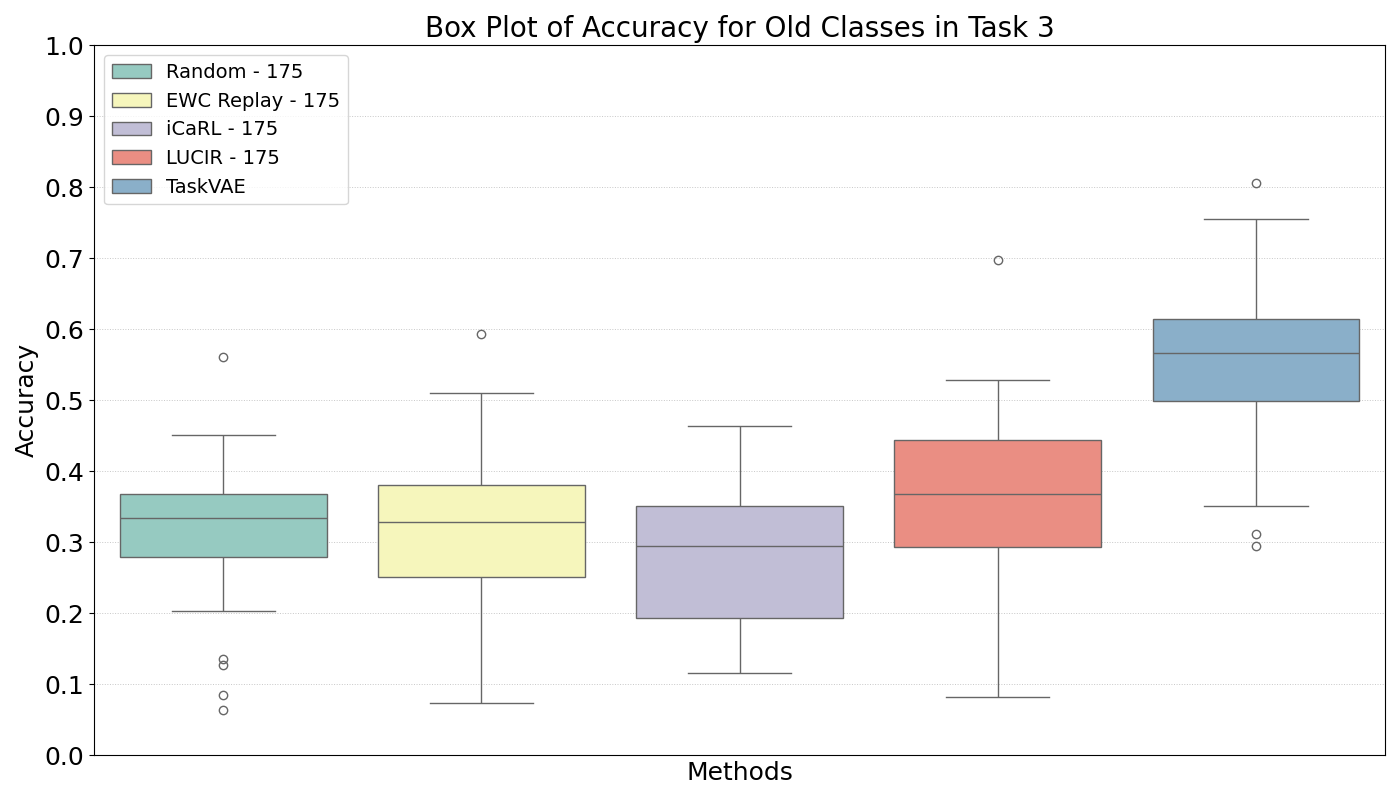 Box Plot of Accuracy for Old Classes in Task 3
1.0
0.9
0.8
0.7
0.6
0.5
0.4
0.3
0.2
0.1
0.0
Accuracy
Random - 175
EWC Replay - 175
iCaRL - 175
LUCIR - 175
TaskVAE
Methods